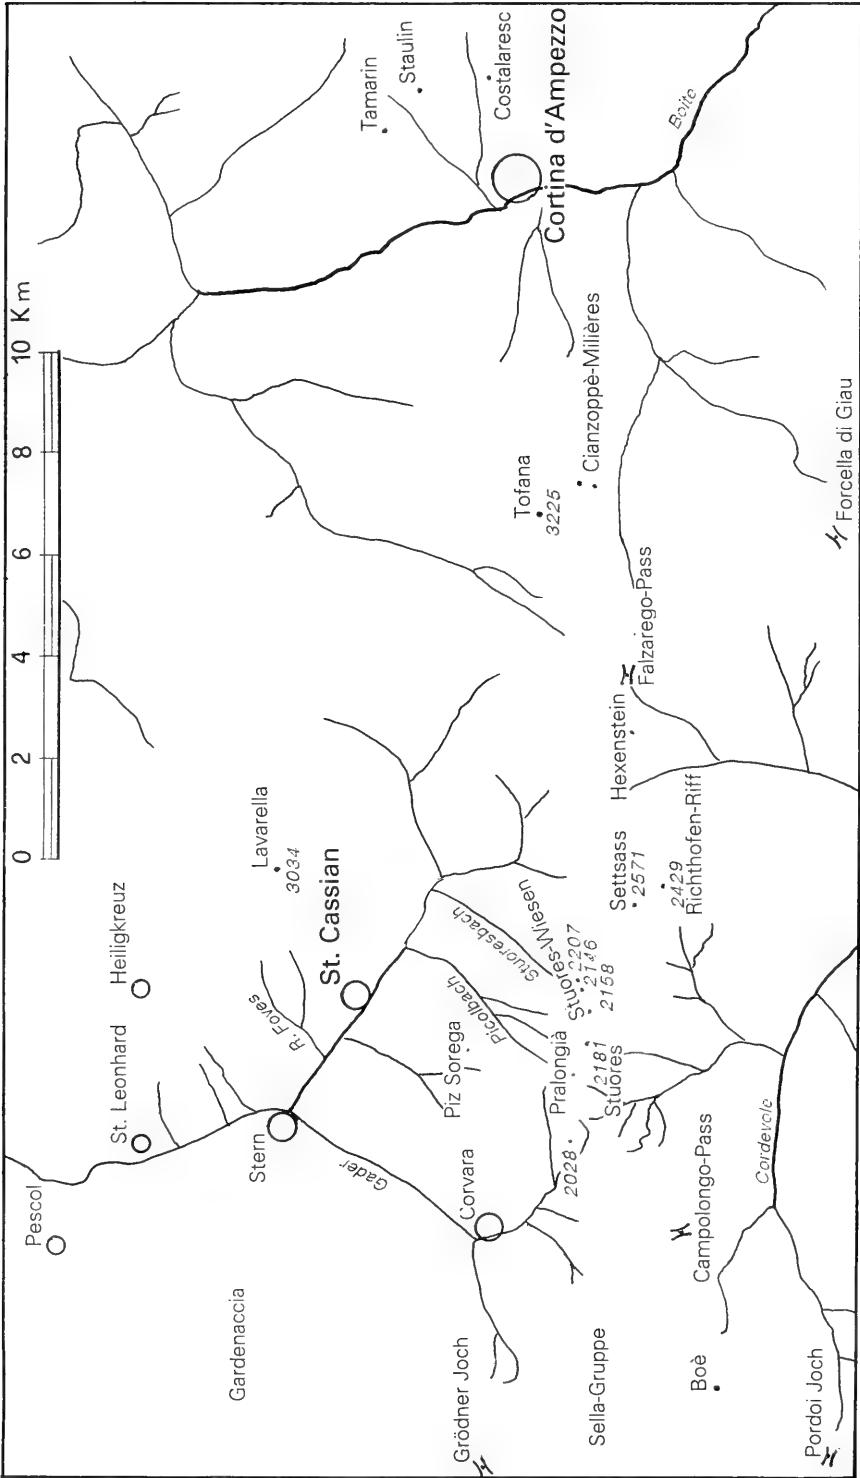 0 2 4 6 8 10 Km
Pescol
St. Leonhard
Heiligkreuz
Gardenaccia
Stern
R. Foves
Lavarella
3034
St. Cassian
Tamarin
Staulin
Costalaresc
Cortina d'Ampezzo
Gader
Corvara
Grödner Joch
Piz Sorega
Picolbach
Stuoresbach
Stuores-Wiesen
2207
2146
2158
Pralongià
2181
Stuores
2028
Tofana
3225
Cianzoppè-Milières
Boite
Sella-Gruppe
Settsass
2571
2429
Richthofen-Riff
Hexenstein
Falzarego-Pass
Boè
Campolongo-Pass
Cordevole
Pordoi Joch
Forcella di Giau